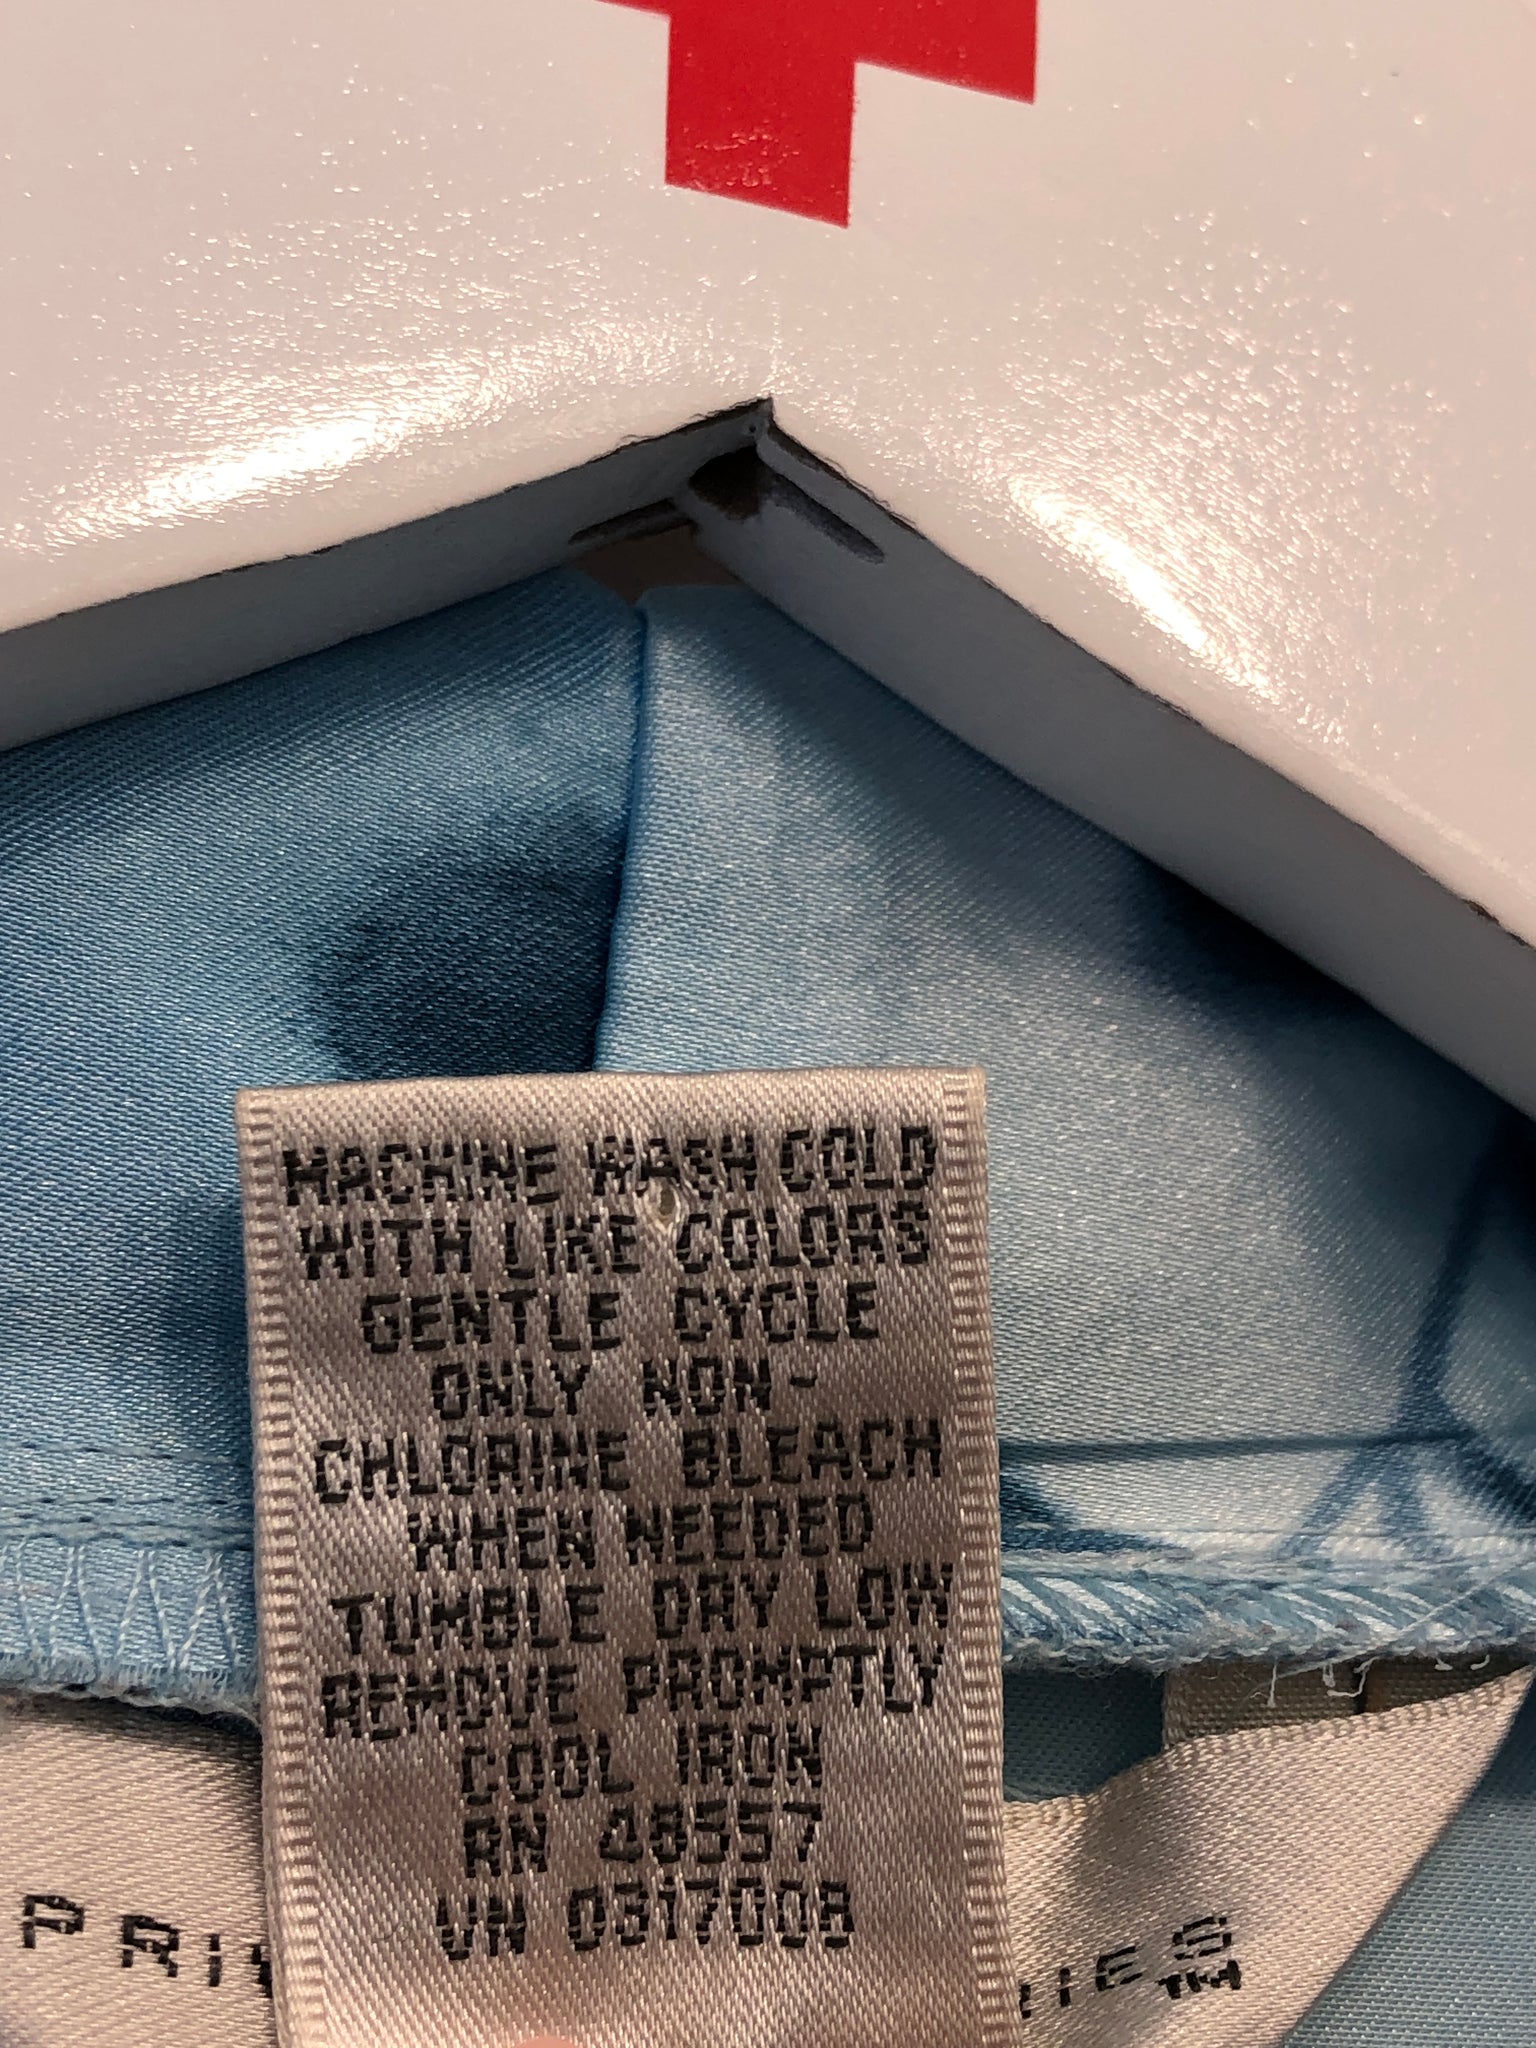 MACHINE WASH COLD
WITH LIKE COLORS
GENTLE CYCLE
ONLY NON-
CHLORINE BLEACH
WHEN NEEDED
TUMBLE DRY LOW
REMOVE PROMPTLY
COOL IRON
RN 48557
VN 0317008